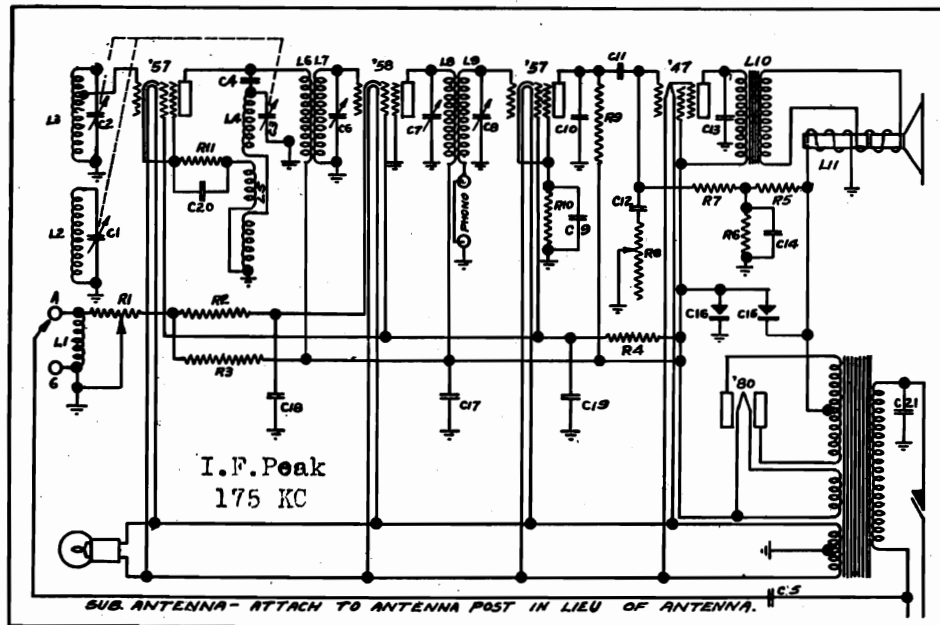 L6 L7
L8 L9
C11
'57
'58
'57
'47
L10
C4
L3
C2
L4
C3
C6
C7
C8
C10
R9
C13
R11
L5
L11
C20
PHONO
R10
C9
C12
R7
R5
L2
C1
R8
R6
C14
A
R1
R2
C16
C15
L1
G
R3
R4
C18
C17
C19
'80
C21
I.F.Peak
175 KC
C5
SUB ANTENNA- ATTACH TO ANTENNA POST IN LIEU OF ANTENNA.